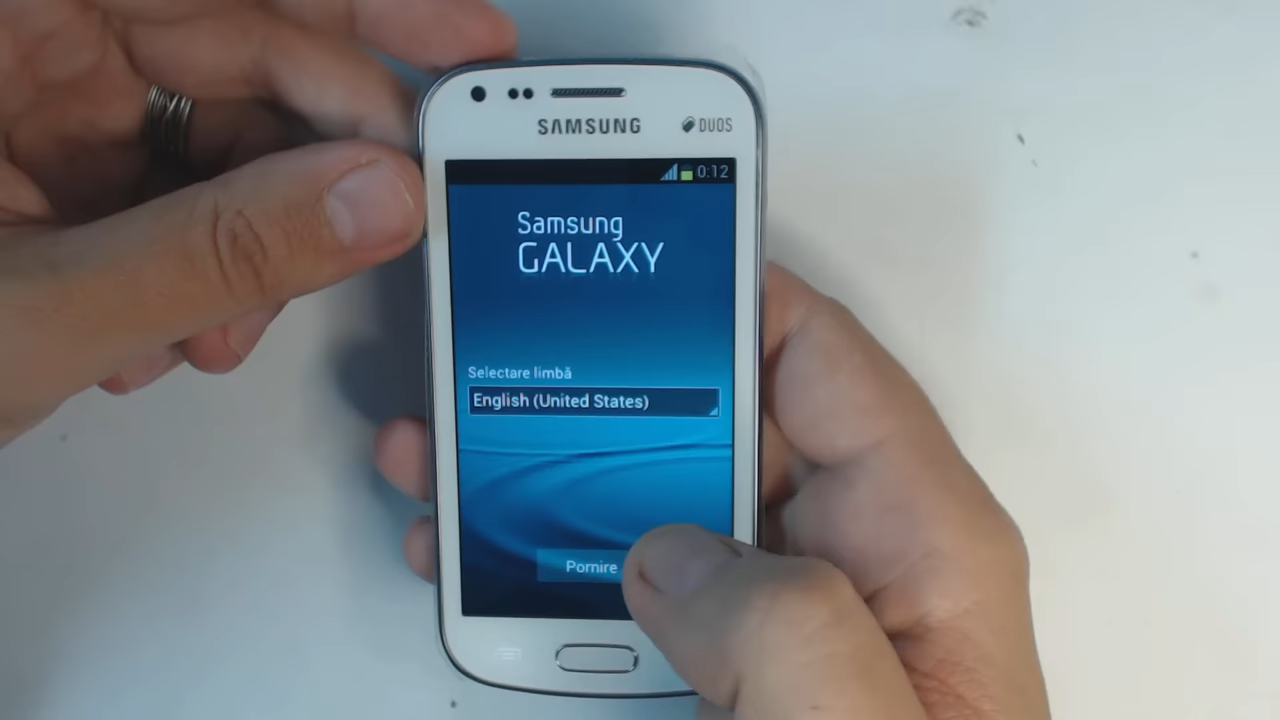 SAMSUNG
DUOS
0:12
Samsung
GALAXY
Selectare limbă
English (United States)
Pornire